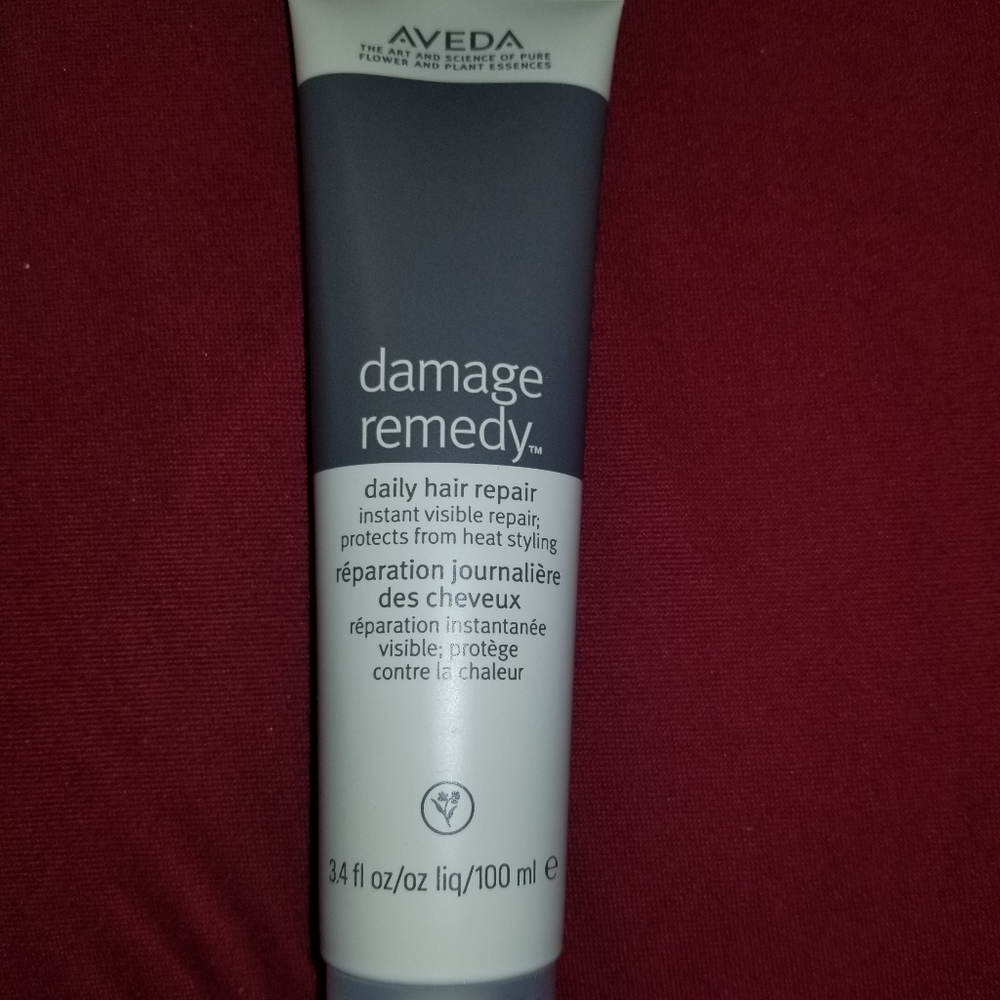 AVEDA
THE ART AND SCIENCE OF PURE
FLOWER AND PLANT ESSENCES
damage
remedy™
daily hair repair
instant visible repair;
protects from heat styling
réparation journalière
des cheveux
réparation instantanée
visible; protège
contre la chaleur
3.4 fl oz/oz liq/100 ml ℮